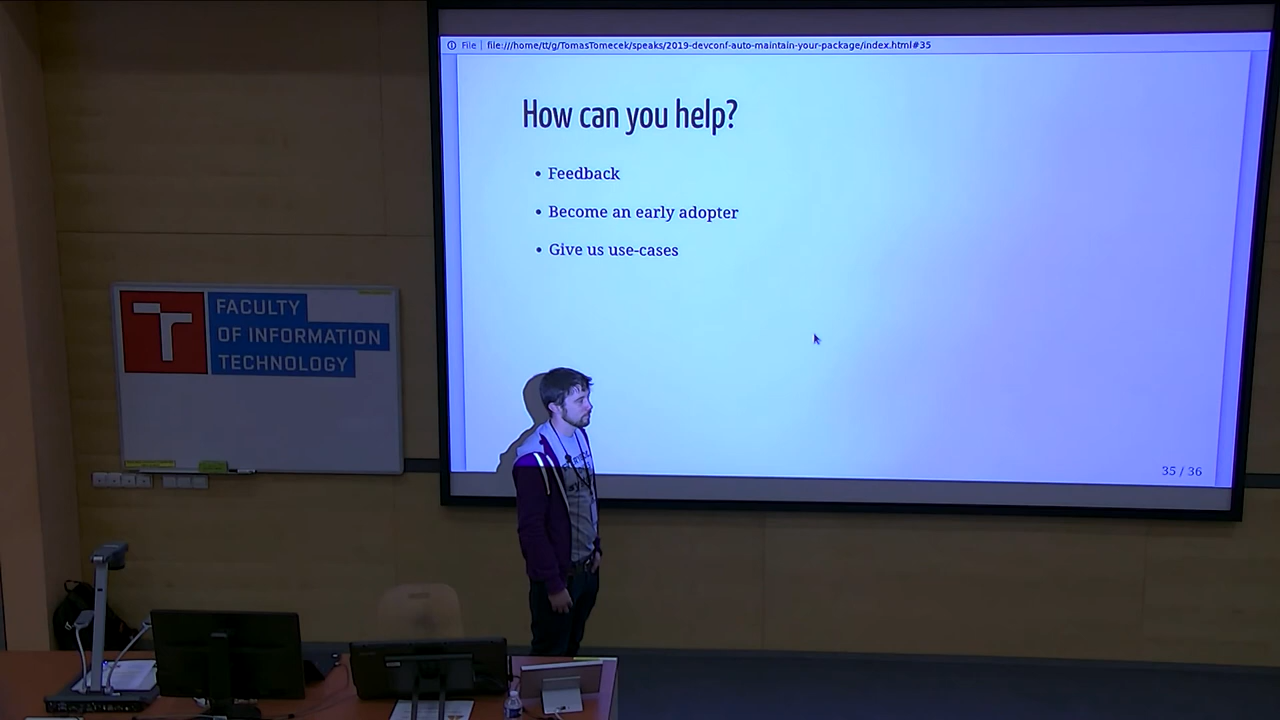 File
file:///home/tt/g/TomasTomecek/speaks/2019-devconf-auto-maintain-your-package/index.html#35
How can you help?
• Feedback
• Become an early adopter
• Give us use-cases
35 / 36
FACULTY
OF INFORMATION
TECHNOLOGY